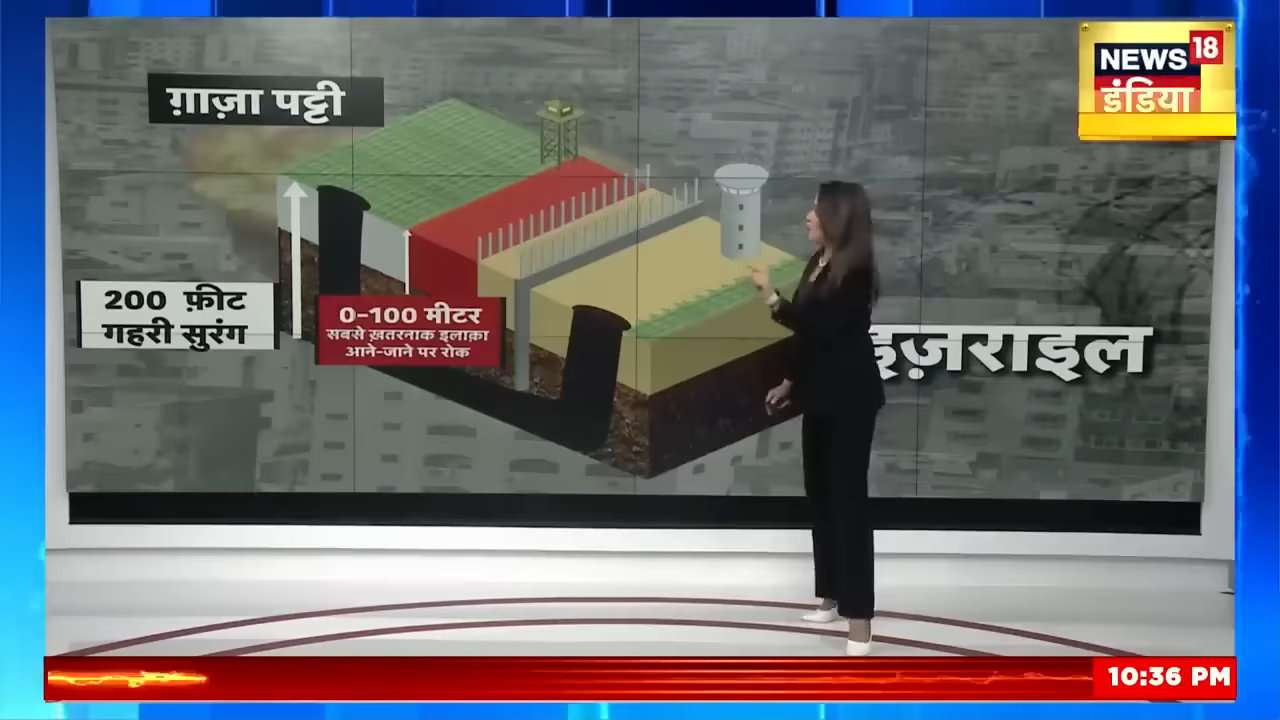 NEWS 18
इंडिया
ग़ाज़ा पट्टी
200 फ़ीट
गहरी सुरंग
0-100 मीटर
सबसे ख़तरनाक इलाक़ा
आने-जाने पर रोक
इज़राइल
10:36 PM